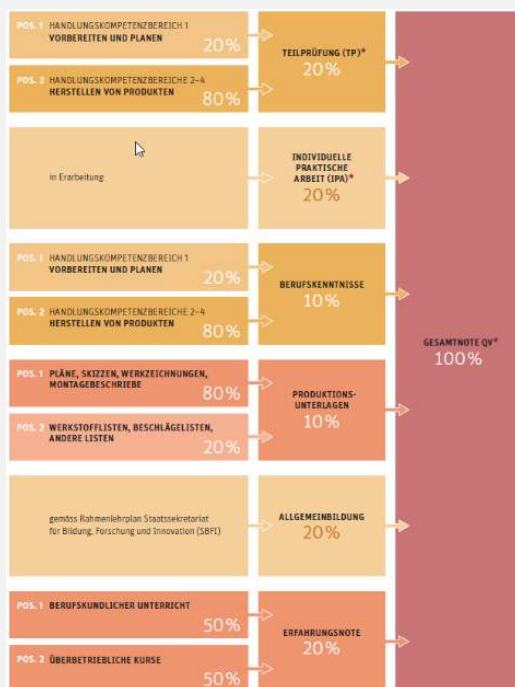 POS. 1 HANDLUNGSKOMPETENZBEREICH 1
VORBEREITEN UND PLANEN
20%
POS. 2 HANDLUNGSKOMPETENZBEREICHE 2–4
HERSTELLEN VON PRODUKTEN
80%
TEILPRÜFUNG (TP)*
20%
in Erarbeitung
INDIVIDUELLE
PRAKTISCHE
ARBEIT (IPA)*
20%
POS. 1 HANDLUNGSKOMPETENZBEREICH 1
VORBEREITEN UND PLANEN
20%
POS. 2 HANDLUNGSKOMPETENZBEREICHE 2–4
HERSTELLEN VON PRODUKTEN
80%
BERUFSKENNTNISSE
10%
POS. 1 PLÄNE, SKIZZEN, WERKZEICHNUNGEN,
MONTAGEBESCHRIEBE
80%
POS. 2 WERKSTOFFLISTEN, BESCHLÄGELISTEN,
ANDERE LISTEN
20%
PRODUKTIONS-
UNTERLAGEN
10%
gemäss Rahmenlehrplan Staatssekretariat
für Bildung, Forschung und Innovation (SBFI)
ALLGEMEINBILDUNG
20%
POS. 1 BERUFSKUNDLICHER UNTERRICHT
50%
POS. 2 ÜBERBETRIEBLICHE KURSE
50%
ERFAHRUNGSNOTE
20%
GESAMTNOTE QV*
100%